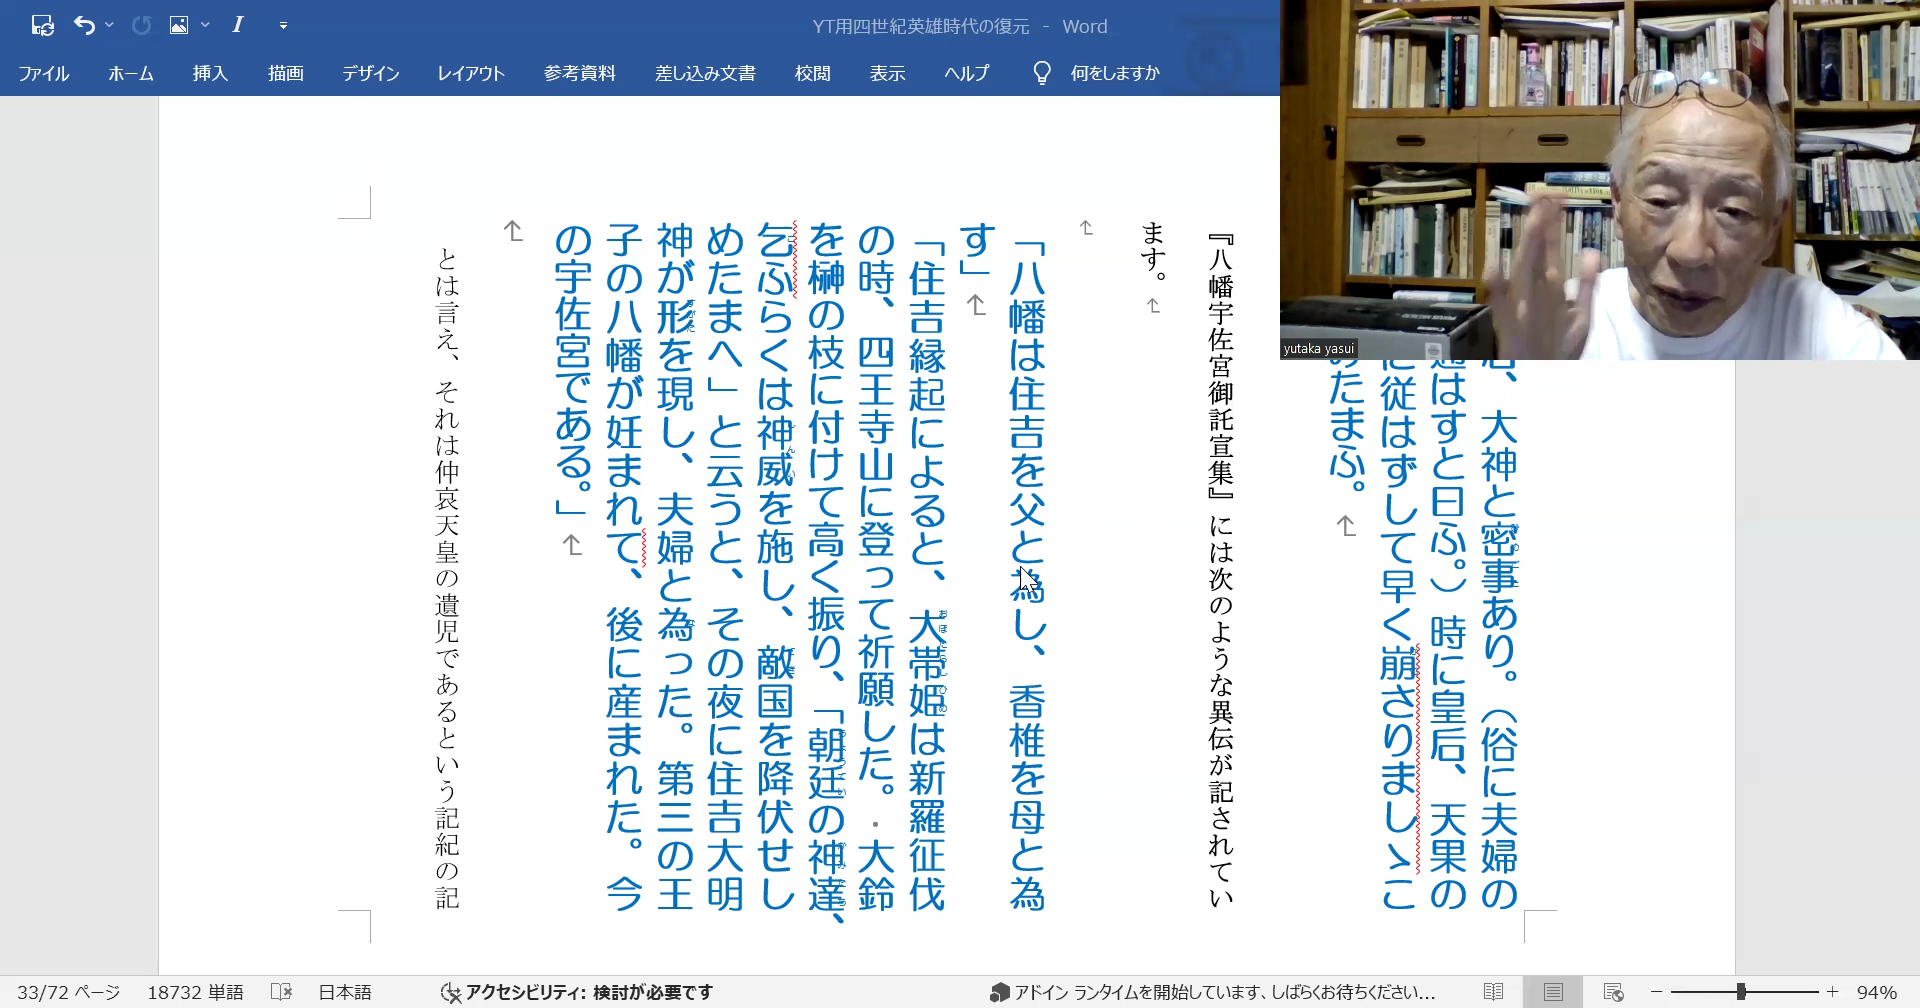 YT用四世紀英雄時代の復元 - Word
ファイル ホーム 挿入 描画 デザイン レイアウト 参考資料 差し込み文書 校閲 表示 ヘルプ 何をしますか
yutaka yasui
、大神と密事あり。（俗に夫婦の
はすと曰ふ。）時に皇后、天果の
に従はずして早く崩さりましゝこ
めたまふ。
『八幡宇佐宮御託宣集』には次のような異伝が記されてい
ます。
「八幡は住吉を父と為し、香椎を母と為
す」
「住吉縁起によると、大帯姫は新羅征伐
の時、四王寺山に登って祈願した。・大鈴
を榊の枝に付けて高く振り、「朝廷の神達、
乞ふらくは神威を施し、敵国を降伏せし
めたまへ」と云うと、その夜に住吉大明
神が形を現し、夫婦と為った。第三の王
子の八幡が妊まれて、後に産まれた。今
の宇佐宮である。」
とは言え、それは仲哀天皇の遺児であるという記紀の記
33/72 ページ 18732 単語 日本語 アクセシビリティ: 検討が必要です アドイン ランタイムを開始しています、しばらくお待ちください... 94%